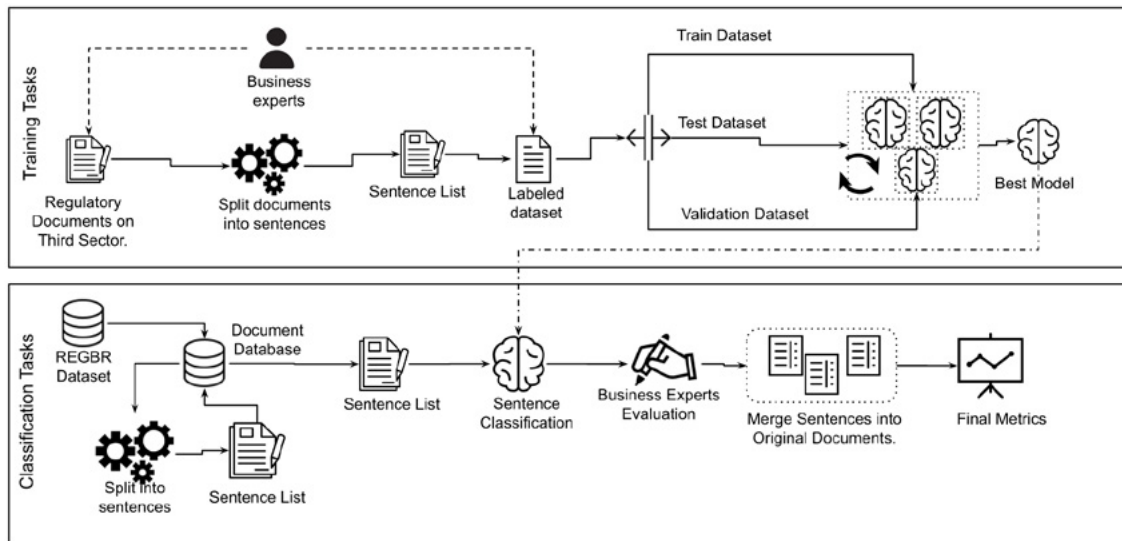 Training Tasks
Business
experts
Regulatory
Documents on
Third Sector.
Split documents
into sentences
Sentence List
Labeled
dataset
Train Dataset
Test Dataset
Validation Dataset
Best Model
Classification Tasks
REGBR
Dataset
Document
Database
Split into
sentences
Sentence List
Sentence List
Sentence
Classification
Business Experts
Evaluation
Merge Sentences into
Original Documents.
Final Metrics